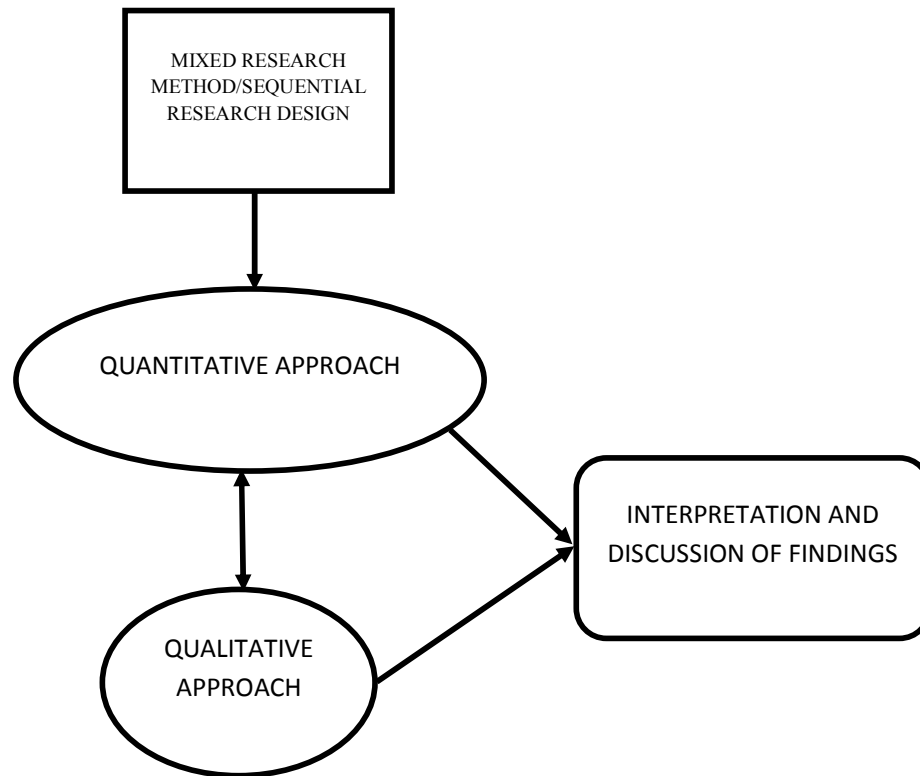 MIXED RESEARCH
METHOD/SEQUENTIAL
RESEARCH DESIGN
QUANTITATIVE APPROACH
INTERPRETATION AND
DISCUSSION OF FINDINGS
QUALITATIVE
APPROACH